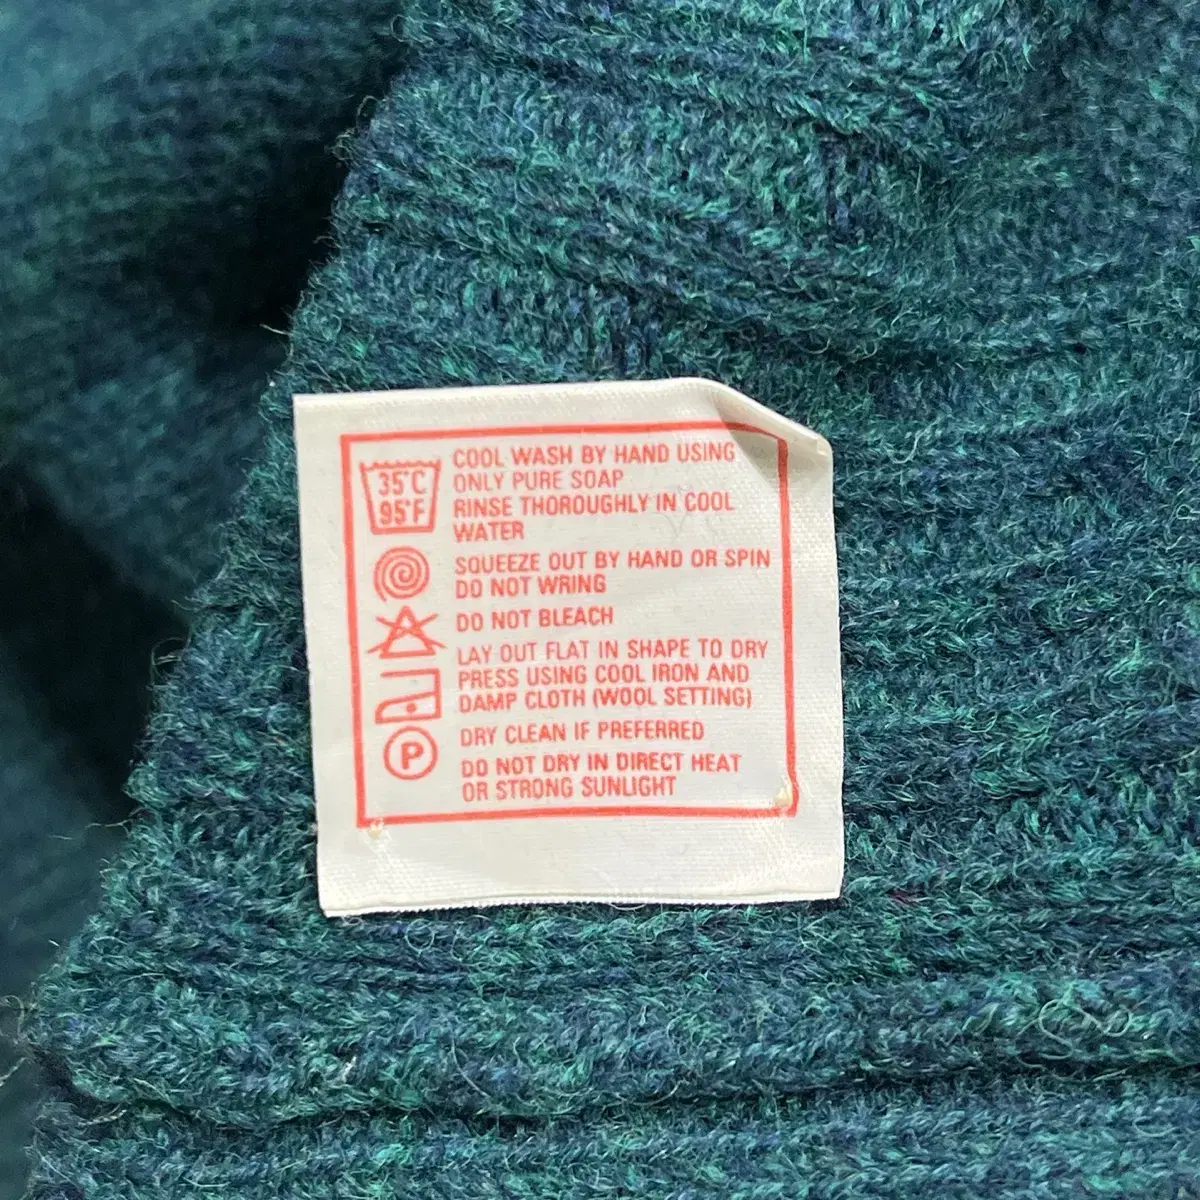 35°C
95°F
COOL WASH BY HAND USING
ONLY PURE SOAP
RINSE THOROUGHLY IN COOL
WATER
SQUEEZE OUT BY HAND OR SPIN
DO NOT WRING
DO NOT BLEACH
LAY OUT FLAT IN SHAPE TO DRY
PRESS USING COOL IRON AND
DAMP CLOTH (WOOL SETTING)
P
DRY CLEAN IF PREFERRED
DO NOT DRY IN DIRECT HEAT
OR STRONG SUNLIGHT